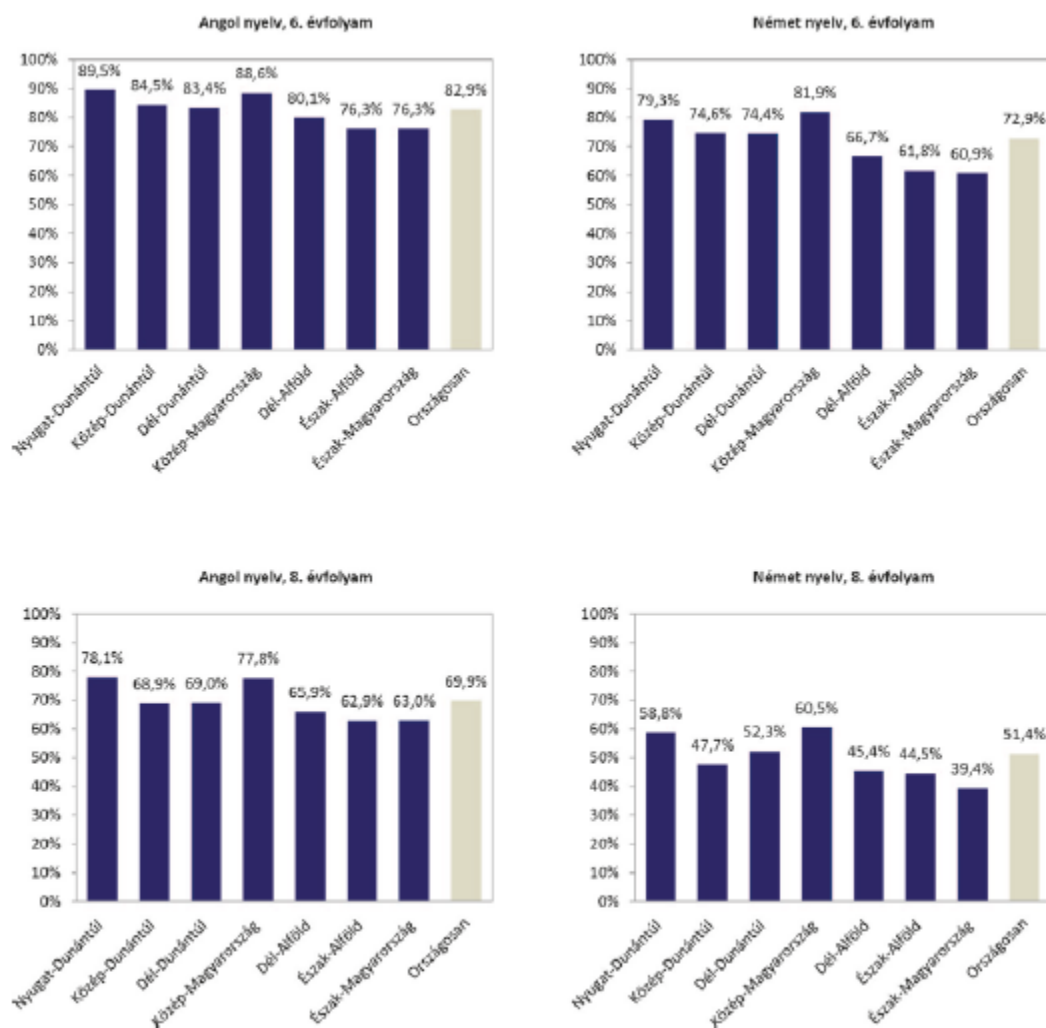 Angol nyelv, 6. évfolyam
100%
90%
80%
70%
60%
50%
40%
30%
20%
10%
0%
89,5%
84,5%
83,4%
88,6%
80,1%
76,3%
76,3%
82,9%
Nyugat-Dunántúl
Közép-Dunántúl
Dél-Dunántúl
Közép-Magyarország
Dél-Alföld
Észak-Alföld
Észak-Magyarország
Országosan
Német nyelv, 6. évfolyam
100%
90%
80%
70%
60%
50%
40%
30%
20%
10%
0%
79,3%
74,6%
74,4%
81,9%
66,7%
61,8%
60,9%
72,9%
Nyugat-Dunántúl
Közép-Dunántúl
Dél-Dunántúl
Közép-Magyarország
Dél-Alföld
Észak-Alföld
Észak-Magyarország
Országosan
Angol nyelv, 8. évfolyam
100%
90%
80%
70%
60%
50%
40%
30%
20%
10%
0%
78,1%
68,9%
69,0%
77,8%
65,9%
62,9%
63,0%
69,9%
Nyugat-Dunántúl
Közép-Dunántúl
Dél-Dunántúl
Közép-Magyarország
Dél-Alföld
Észak-Alföld
Észak-Magyarország
Országosan
Német nyelv, 8. évfolyam
100%
90%
80%
70%
60%
50%
40%
30%
20%
10%
0%
58,8%
47,7%
52,3%
60,5%
45,4%
44,5%
39,4%
51,4%
Nyugat-Dunántúl
Közép-Dunántúl
Dél-Dunántúl
Közép-Magyarország
Dél-Alföld
Észak-Alföld
Észak-Magyarország
Országosan